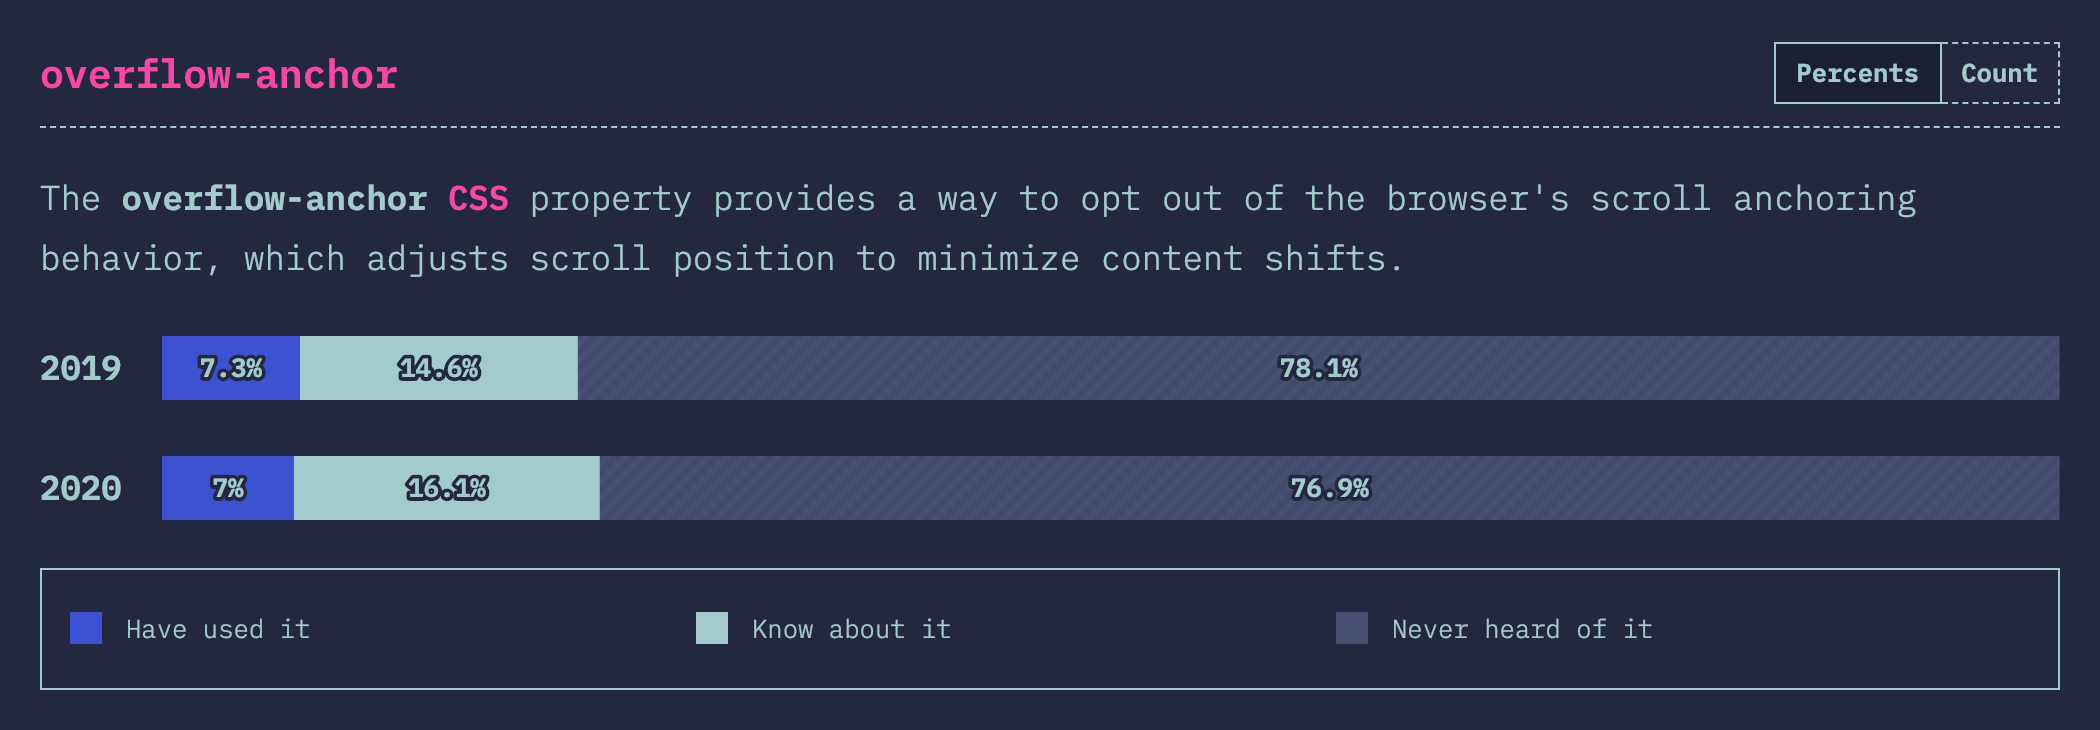 overflow-anchor
Percents Count
The overflow-anchor CSS property provides a way to opt out of the browser's scroll anchoring
behavior, which adjusts scroll position to minimize content shifts.
2019 7.3% 14.6% 78.1%
2020 7% 16.1% 76.9%
Have used it Know about it Never heard of it